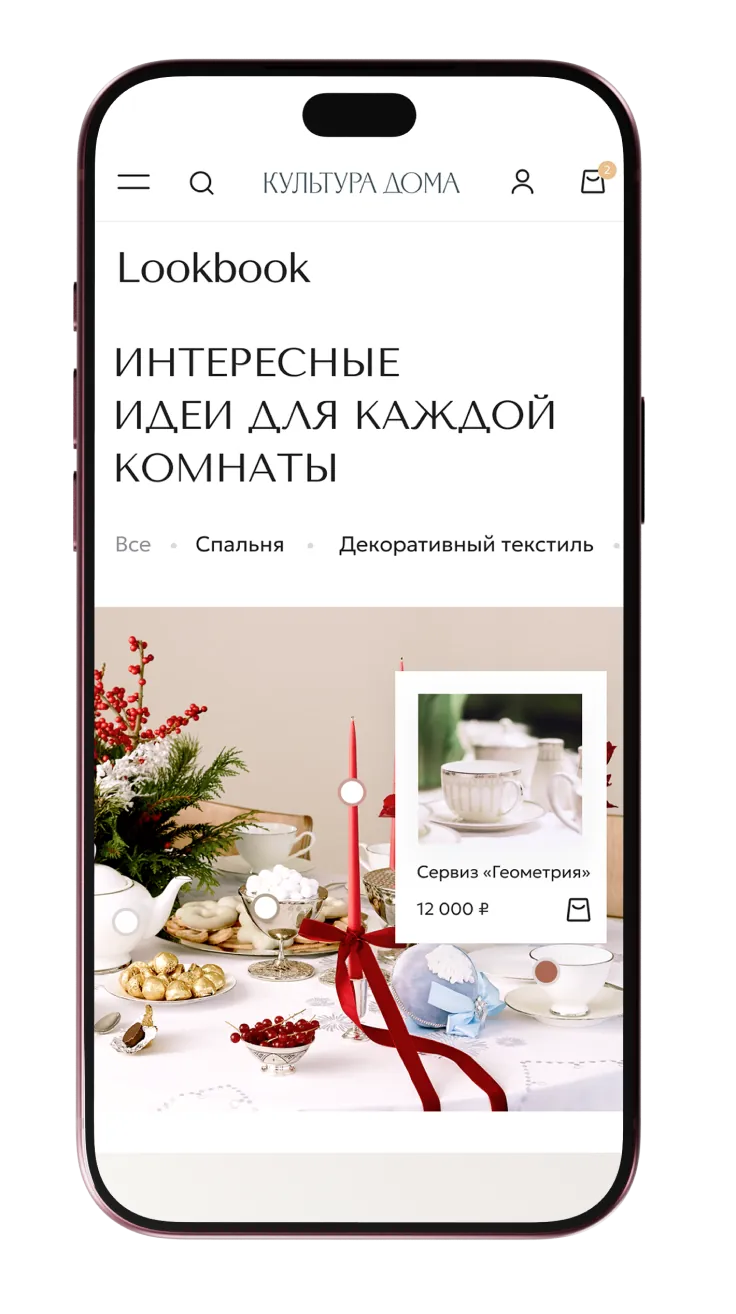 КУЛЬТУРА ДОМА 2
Lookbook
ИНТЕРЕСНЫЕ
ИДЕИ ДЛЯ КАЖДОЙ
КОМНАТЫ
Все • Спальня • Декоративный текстиль •
Сервиз «Геометрия»
12 000 ₽